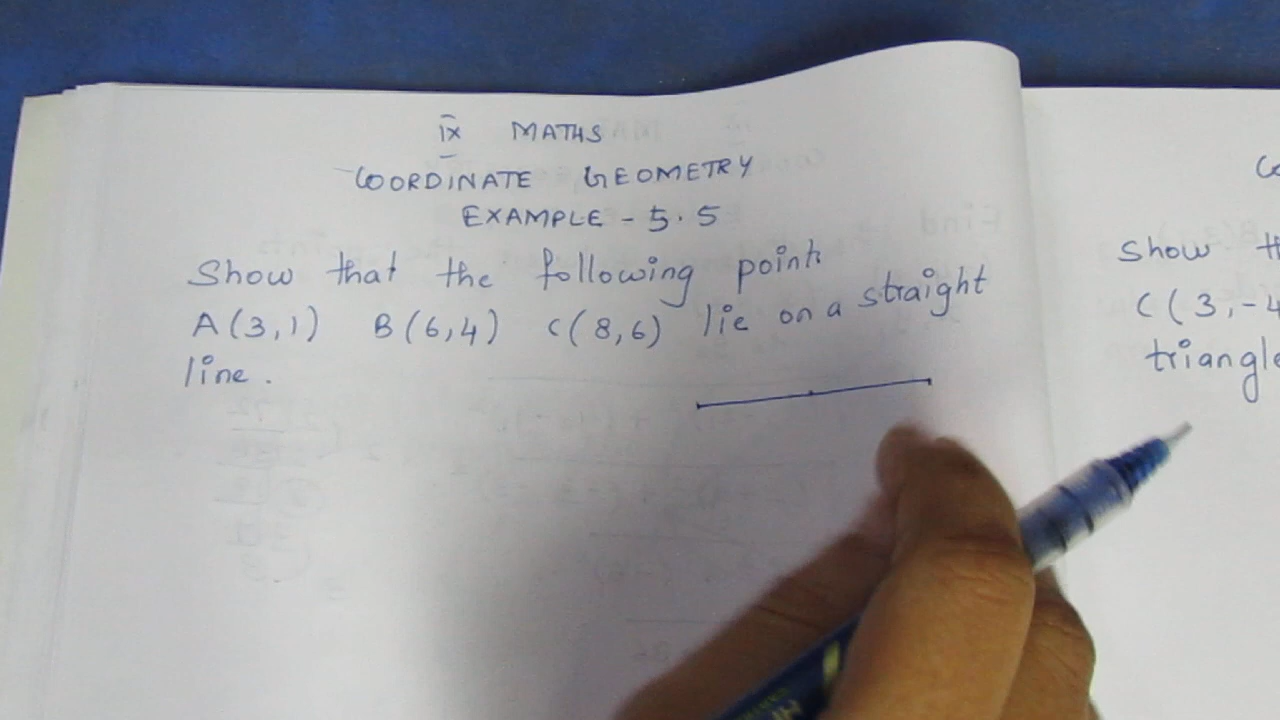 IX MATHS
COORDINATE GEOMETRY
EXAMPLE - 5.5
Show that the following points
A(3,1) B(6,4) C(8,6) lie on a straight
line.
Show
C(3,-4
triangle